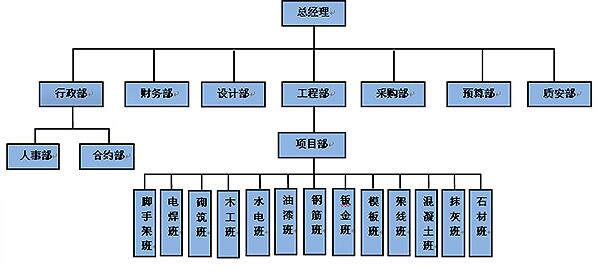 总经理
行政部
财务部
设计部
工程部
采购部
预算部
质安部
人事部
合约部
项目部
脚手架班
电焊班
砌筑班
木工班
水电班
油漆班
钢筋班
钣金班
模板班
架线班
混凝土班
抹灰班
石材班